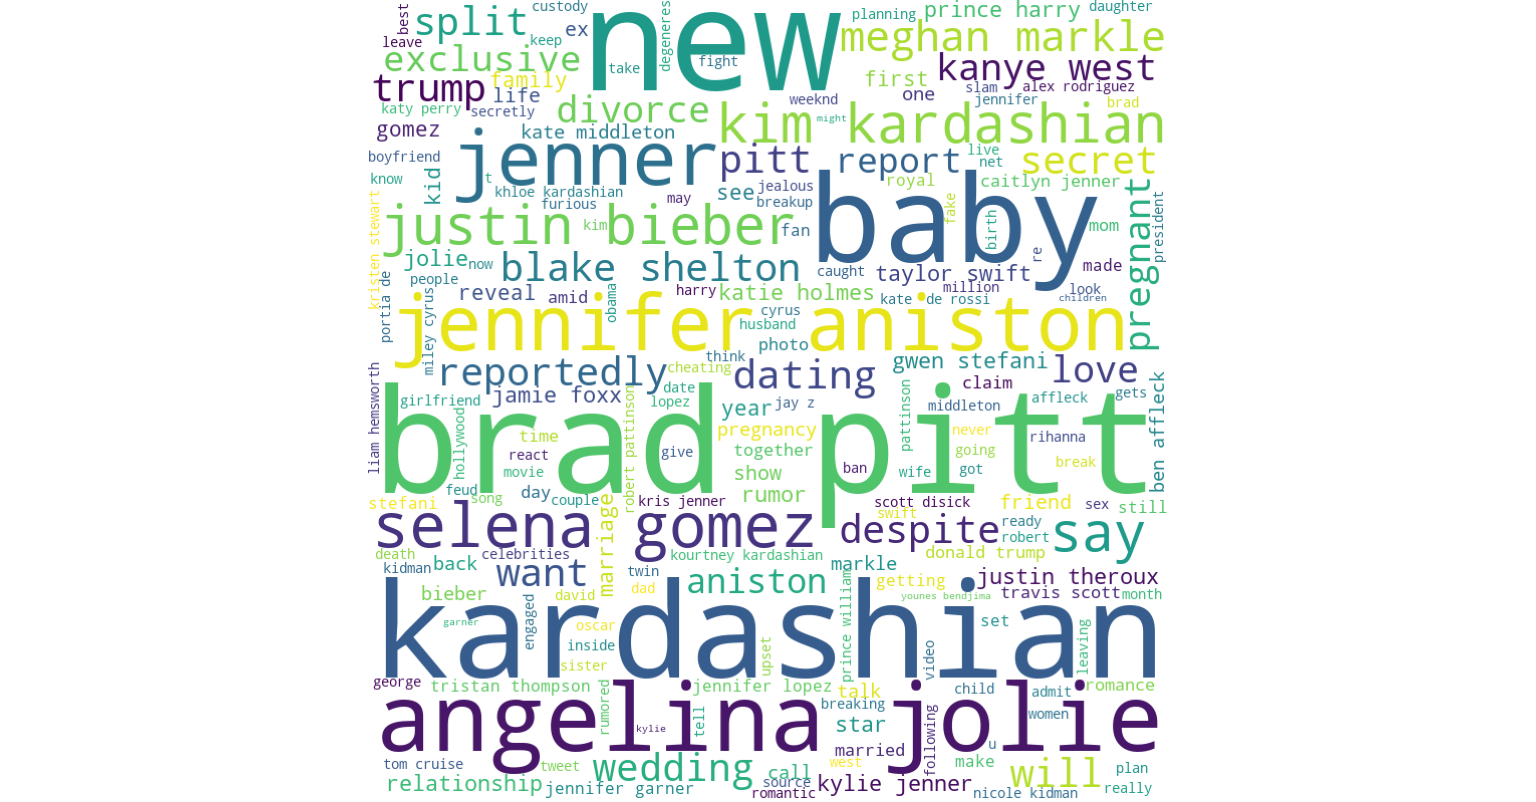 best
split
custody
ex
new
degeneres
planning
prince harry
daughter
leave
keep
exclusive
take
fight
meghan markle
trump
family
life
first
kanye west
katy perry
secretly
divorce
weeknd
one
slam
alex rodriguez
jennifer
brad
gomez
kate middleton
kim kardashian
might
boyfriend
jenner
pitt
report
live
net
secret
know
kid
t
khloe kardashian
furious
may
see
jealous
breakup
royal
caitlyn jenner
kristen stewart
justin bieber
kim
fan
baby
fake
birth
re
mom
pregnant
president
jolie
now
blake shelton
caught
taylor swift
made
people
portia de
reveal
amid
obama
harry
katie holmes
kate
de rossi
million
look
children
miley cyrus
jennifer aniston
cyrus
husband
photo
think
reportedly
cheating
dating
gwen stefani
love
liam hemsworth
girlfriend
jamie foxx
date
lopez
year
jay z
claim
middleton
affleck
gets
ben affleck
hollywood
brad pitt
time
react
movie
robert pattinson
give
pregnancy
together
show
ban
pattinson
wife
never
going
got
rihanna
break
feud
song
day
couple
kris jenner
rumor
scott disick
friend
sex
still
stefani
selena gomez
marriage
swift
despite
ready
robert
say
death
celebrities
kidman
back
want
twin
kourtney kardashian
markle
donald trump
aniston
dad
getting
justin theroux
bieber
david
prince william
younes bendjima
travis scott
month
garner
engaged
oscar
inside
sister
kardashian
upset
video
set
leaving
george
tristan thompson
rumored
jennifer lopez
talk
breaking
child
admit
romance
angelina jolie
kylie
tell
star
women
married
following
u
tom cruise
tweet
wedding
call
source
west
make
will
plan
relationship
jennifer garner
romantic
kylie jenner
nicole kidman
really